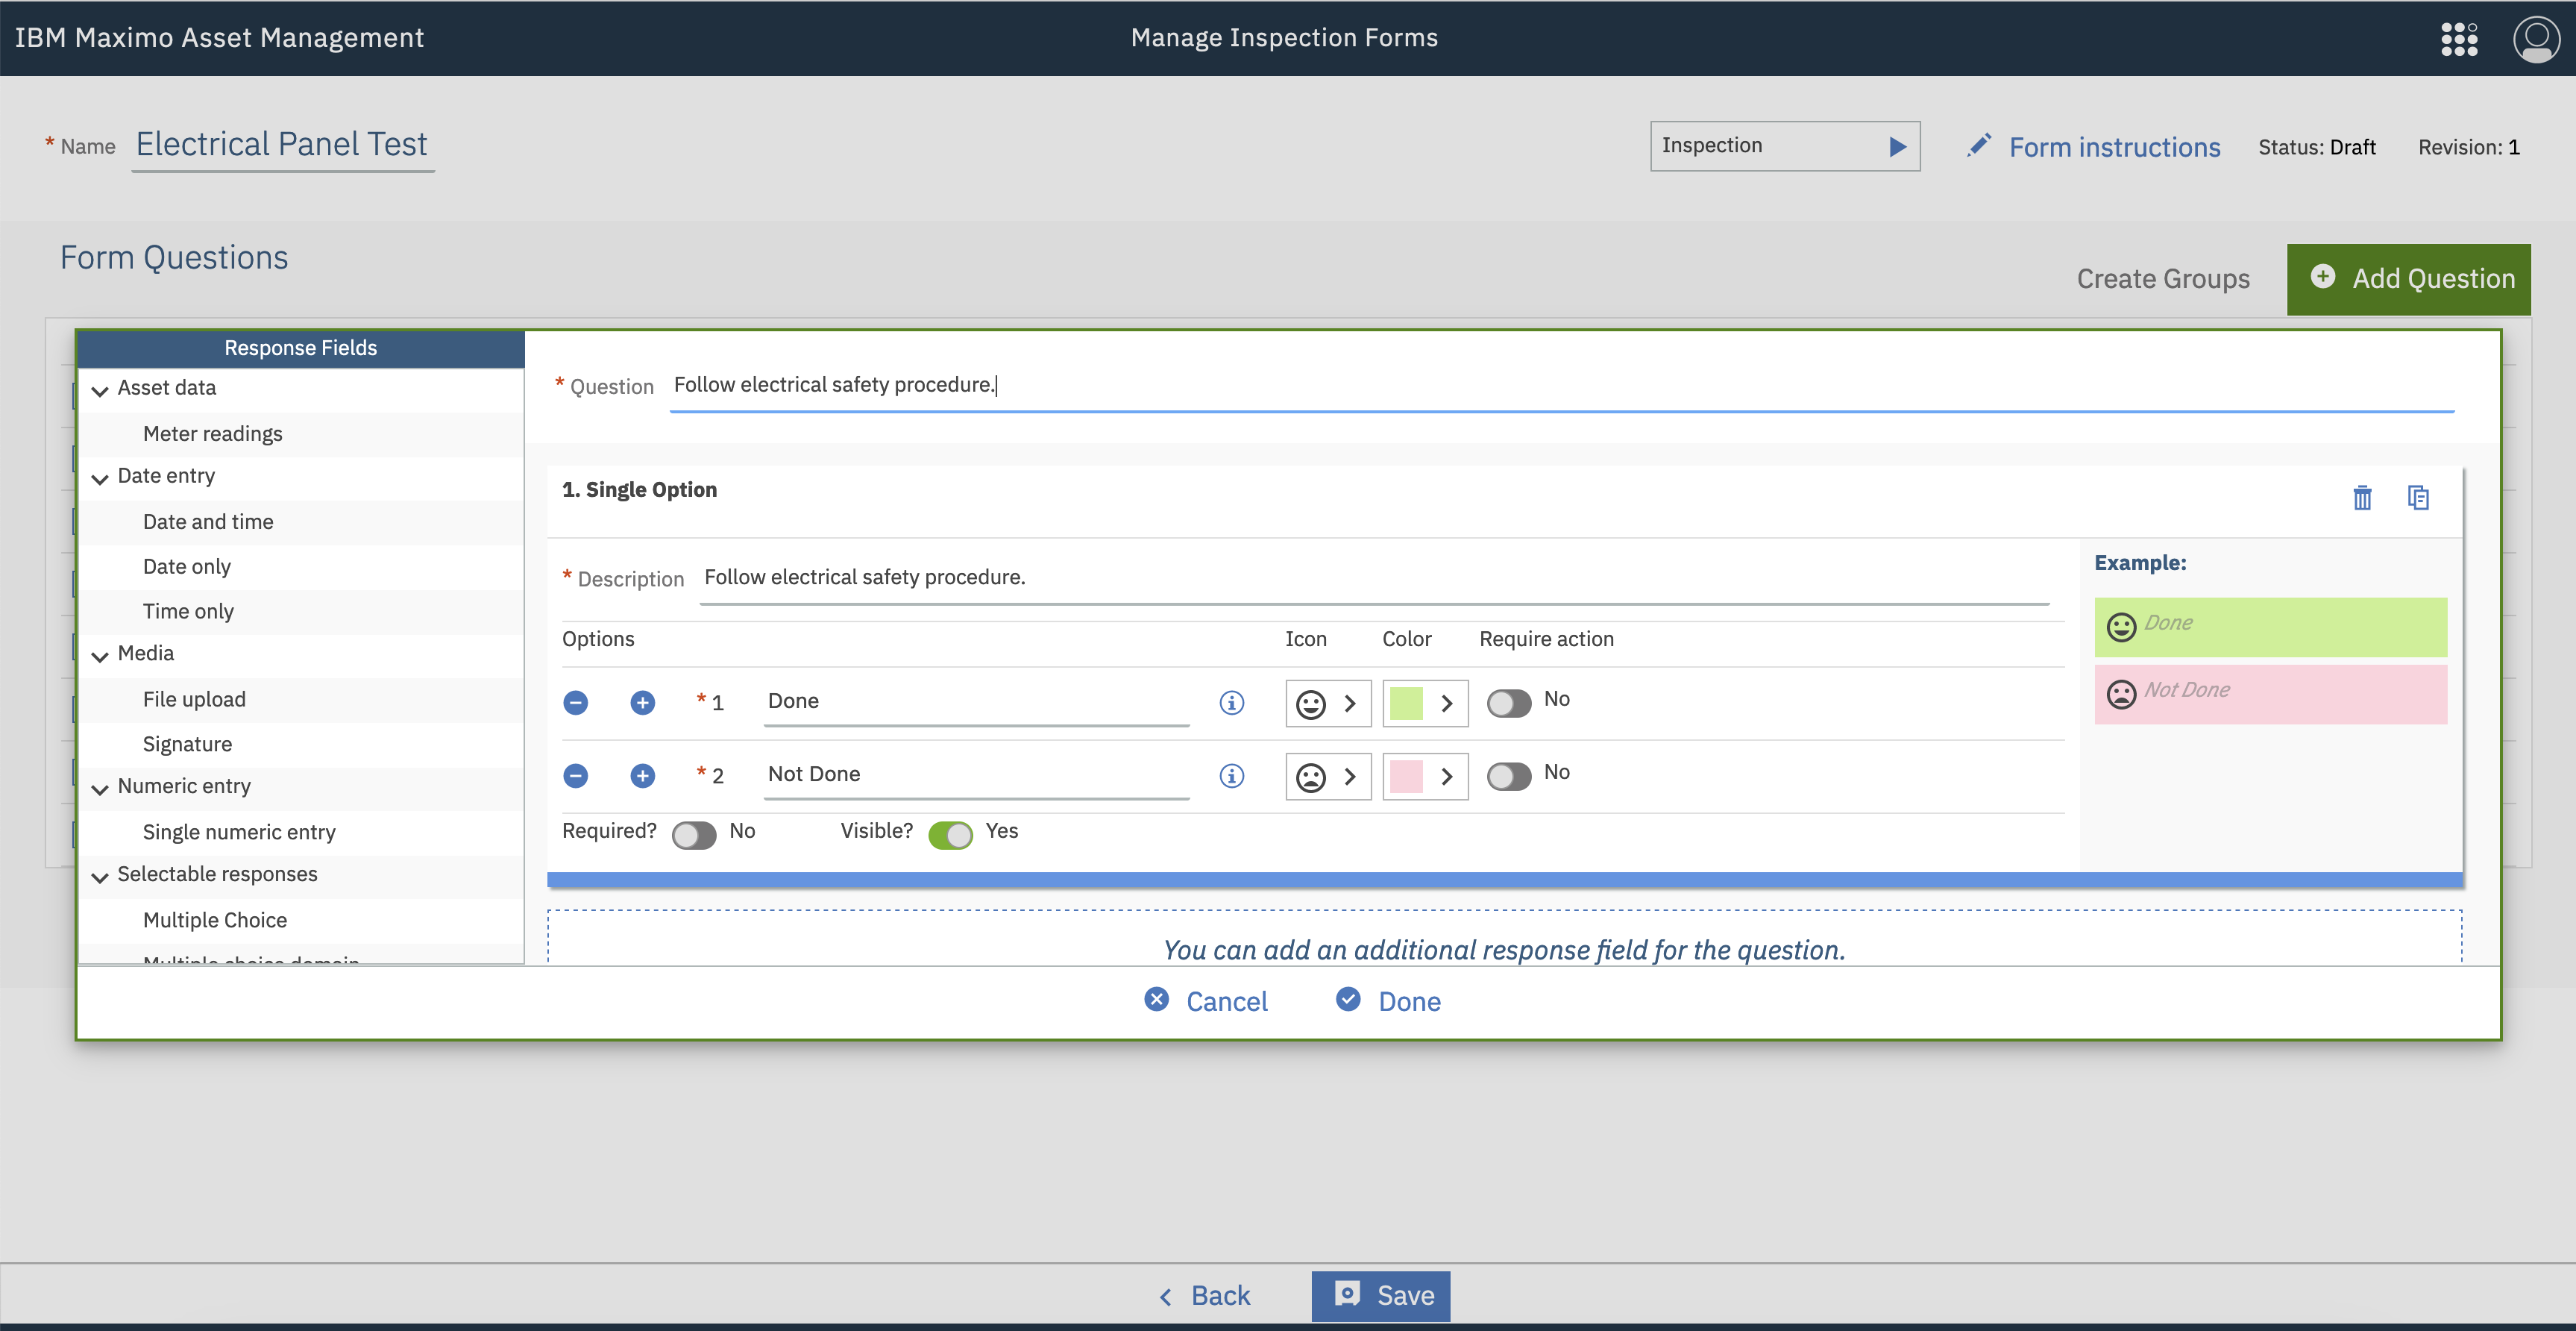 IBM Maximo Asset Management
Manage Inspection Forms
* Name Electrical Panel Test
Inspection
Form instructions
Status: Draft
Revision: 1
Form Questions
Create Groups
Add Question
Response Fields
Asset data
Meter readings
Date entry
Date and time
Date only
Time only
Media
File upload
Signature
Numeric entry
Single numeric entry
Selectable responses
Multiple Choice
Multiple choice domain
* Question Follow electrical safety procedure.
1. Single Option
* Description Follow electrical safety procedure.
Options Icon Color Require action
* 1 Done No
* 2 Not Done No
Required? No Visible? Yes
Example:
Done
Not Done
You can add an additional response field for the question.
Cancel Done
Back Save